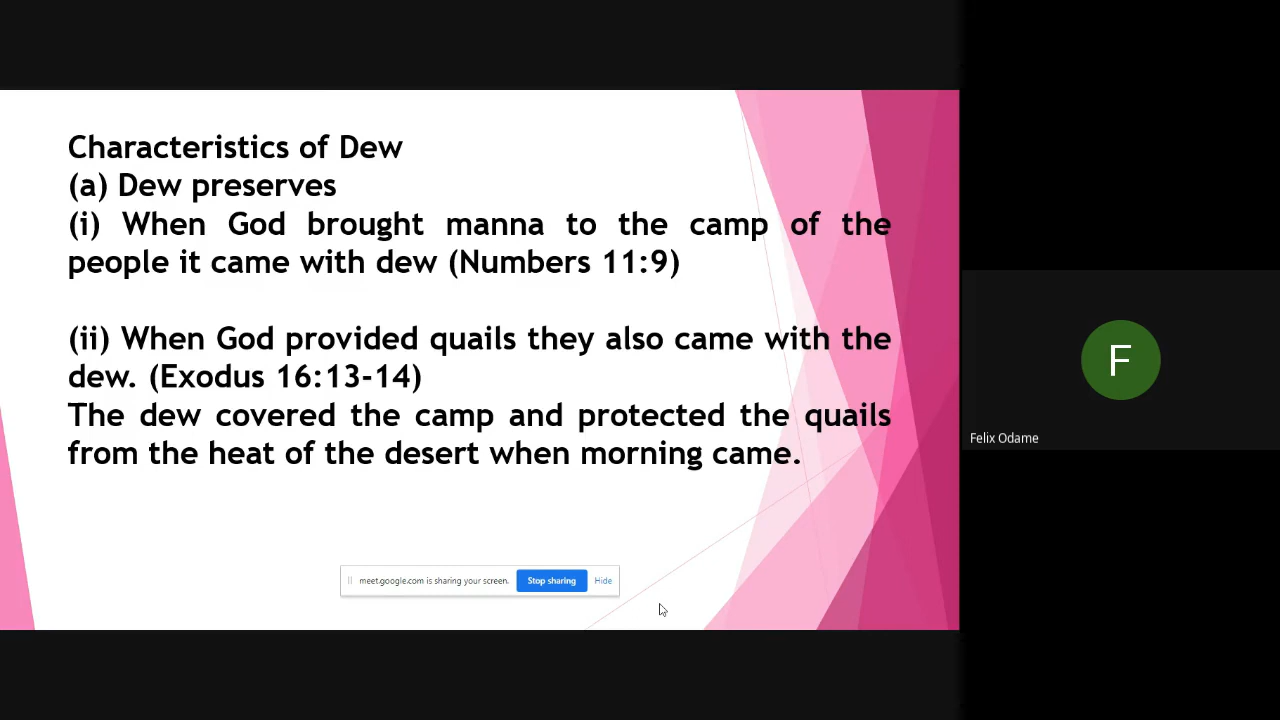 Characteristics of Dew
(a) Dew preserves
(i) When God brought manna to the camp of the
people it came with dew (Numbers 11:9)
(ii) When God provided quails they also came with the
dew. (Exodus 16:13-14)
The dew covered the camp and protected the quails
from the heat of the desert when morning came.
meet.google.com is sharing your screen. Stop sharing Hide
F
Felix Odame